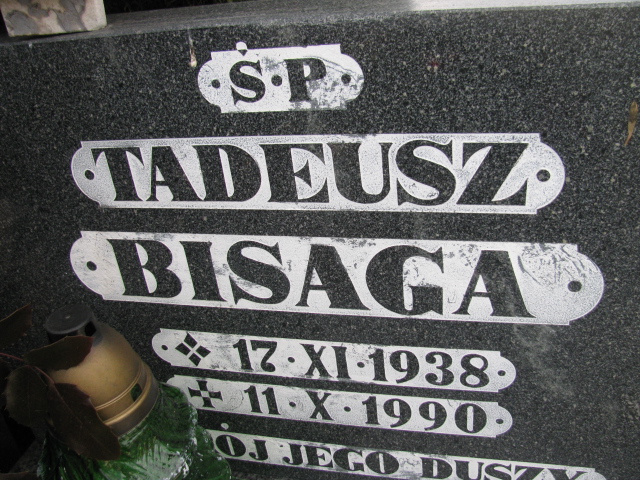 Ś·P·
TADEUSZ
BISAGA
17·XI·1938
11·X·1990
JEGO DUSZY